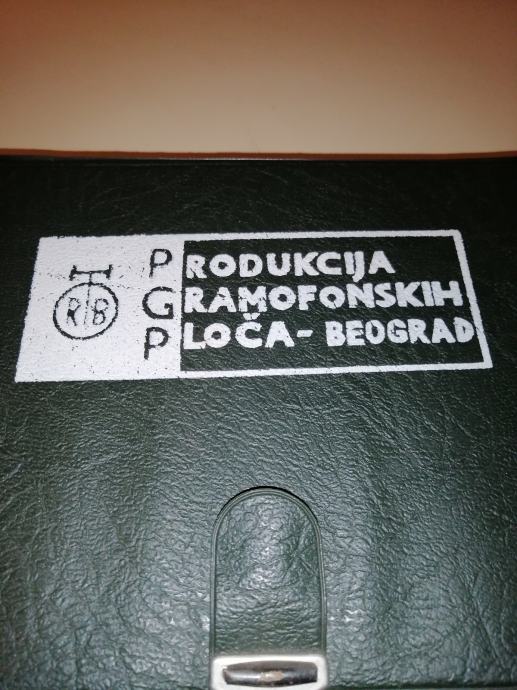 RTB
PRODUKCIJA
GRAMOFONSKIH
PLOČA - BEOGRAD